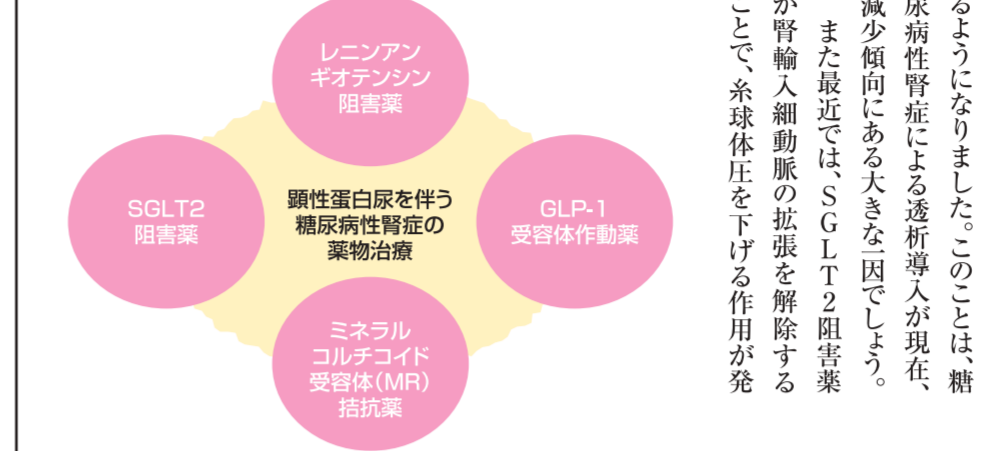 るようになりました。このことは、糖
尿病性腎症による透析導入が現在、
減少傾向にある大きな一因でしょう。
また最近では、SGLT2阻害薬
が腎輸入細動脈の拡張を解除する
ことで、糸球体圧を下げる作用が発
レニンアン
ギオテンシン
阻害薬
SGLT2
阻害薬
顕性蛋白尿を伴う
糖尿病性腎症の
薬物治療
GLP-1
受容体作動薬
ミネラル
コルチコイド
受容体(MR)
拮抗薬